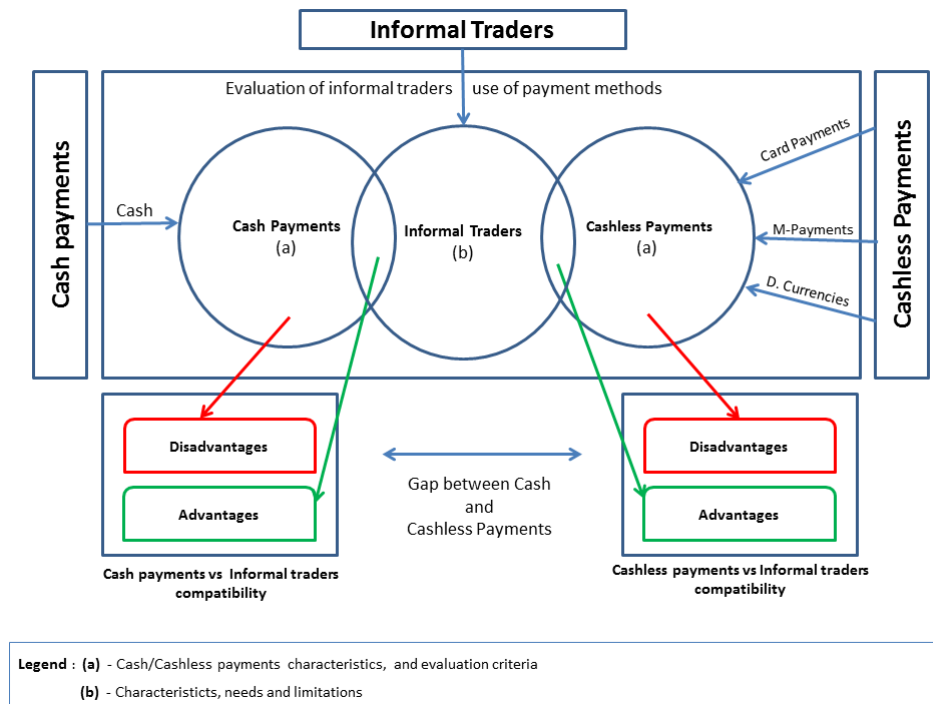 Informal Traders
Evaluation of informal traders use of payment methods
Cash payments
Cash
Cash Payments
(a)
Informal Traders
(b)
Cashless Payments
(a)
Card Payments
M-Payments
D. Currencies
Cashless Payments
Disadvantages
Advantages
Cash payments vs Informal traders
compatibility
Gap between Cash
and
Cashless Payments
Disadvantages
Advantages
Cashless payments vs Informal traders
compatibility
Legend : (a) - Cash/Cashless payments characteristics, and evaluation criteria
(b) - Characteristicts, needs and limitations